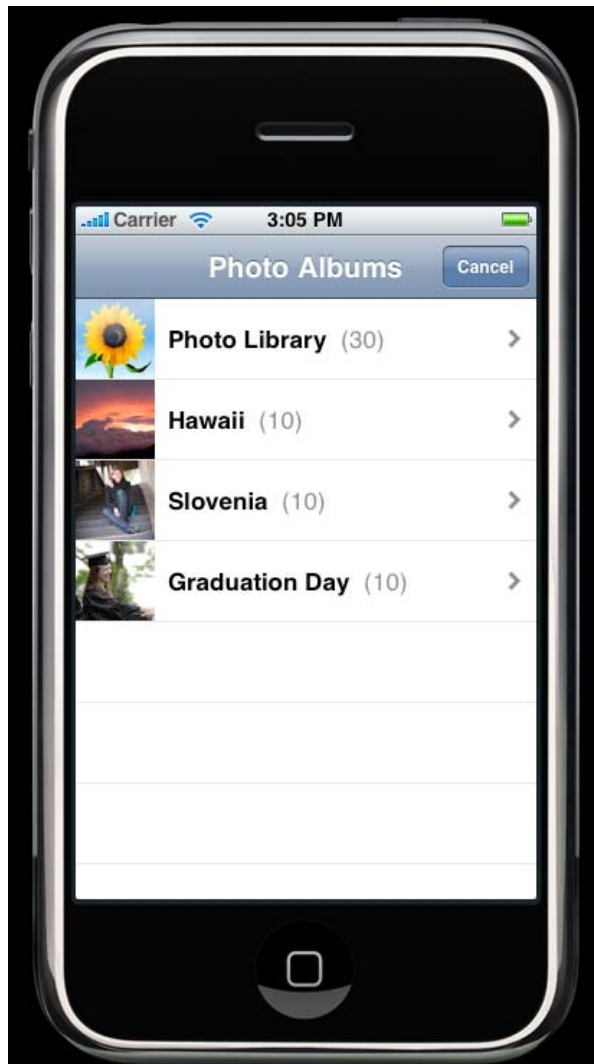 Carrier 3:05 PM
Photo Albums Cancel
Photo Library (30)
Hawaii (10)
Slovenia (10)
Graduation Day (10)